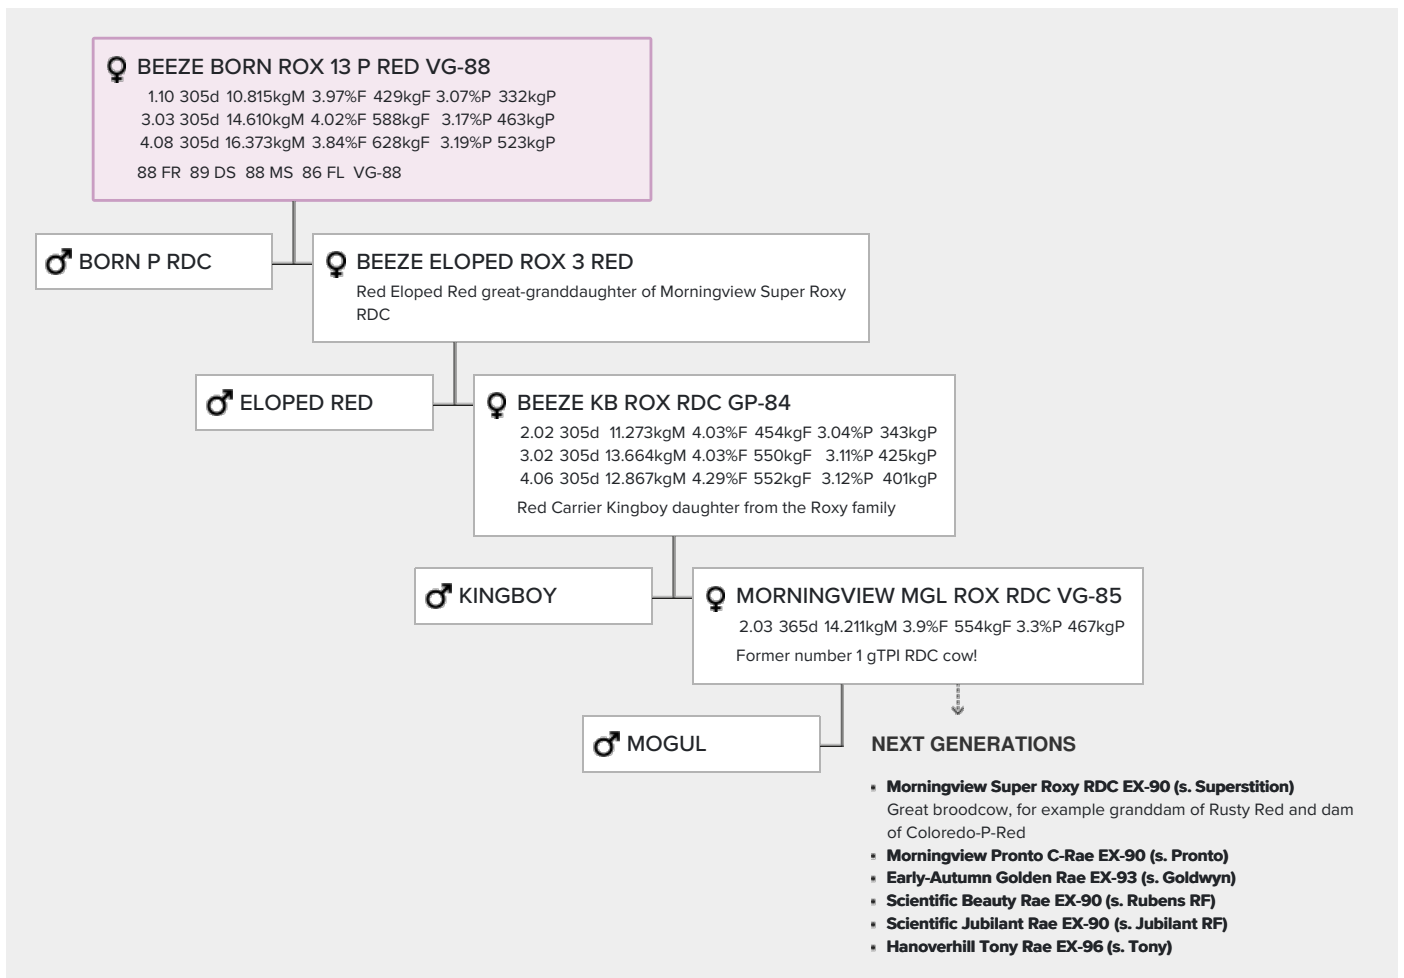 BEEZE BORN ROX 13 P RED VG-88
1.10 305d 10.815kgM 3.97%F 429kgF 3.07%P 332kgP
3.03 305d 14.610kgM 4.02%F 588kgF 3.17%P 463kgP
4.08 305d 16.373kgM 3.84%F 628kgF 3.19%P 523kgP
88 FR 89 DS 88 MS 86 FL VG-88
BORN P RDC
BEEZE ELOPED ROX 3 RED
Red Eloped Red great-granddaughter of Morningview Super Roxy
RDC
ELOPED RED
BEEZE KB ROX RDC GP-84
2.02 305d 11.273kgM 4.03%F 454kgF 3.04%P 343kgP
3.02 305d 13.664kgM 4.03%F 550kgF 3.11%P 425kgP
4.06 305d 12.867kgM 4.29%F 552kgF 3.12%P 401kgP
Red Carrier Kingboy daughter from the Roxy family
KINGBOY
MORNINGVIEW MGL ROX RDC VG-85
2.03 365d 14.211kgM 3.9%F 554kgF 3.3%P 467kgP
Former number 1 gTPI RDC cow!
MOGUL
NEXT GENERATIONS
▪ Morningview Super Roxy RDC EX-90 (s. Superstition)
Great broodcow, for example granddam of Rusty Red and dam
of Coloredo-P-Red
▪ Morningview Pronto C-Rae EX-90 (s. Pronto)
▪ Early-Autumn Golden Rae EX-93 (s. Goldwyn)
▪ Scientific Beauty Rae EX-90 (s. Rubens RF)
▪ Scientific Jubilant Rae EX-90 (s. Jubilant RF)
▪ Hanoverhill Tony Rae EX-96 (s. Tony)